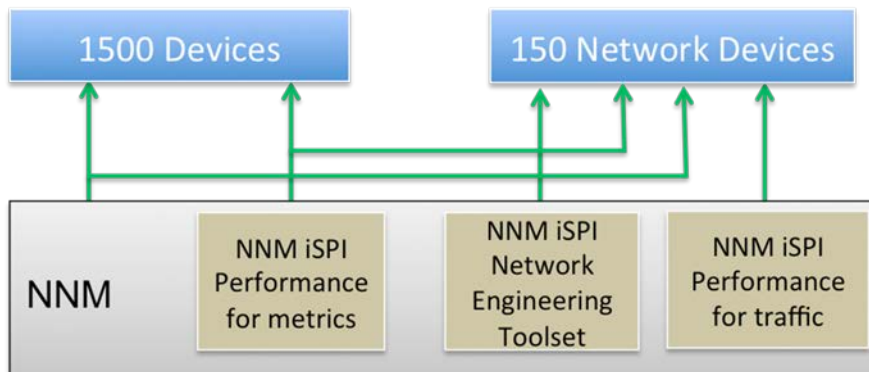 1500 Devices
150 Network Devices
NNM
NNM iSPI
Performance
for metrics
NNM iSPI
Network
Engineering
Toolset
NNM iSPI
Performance
for traffic